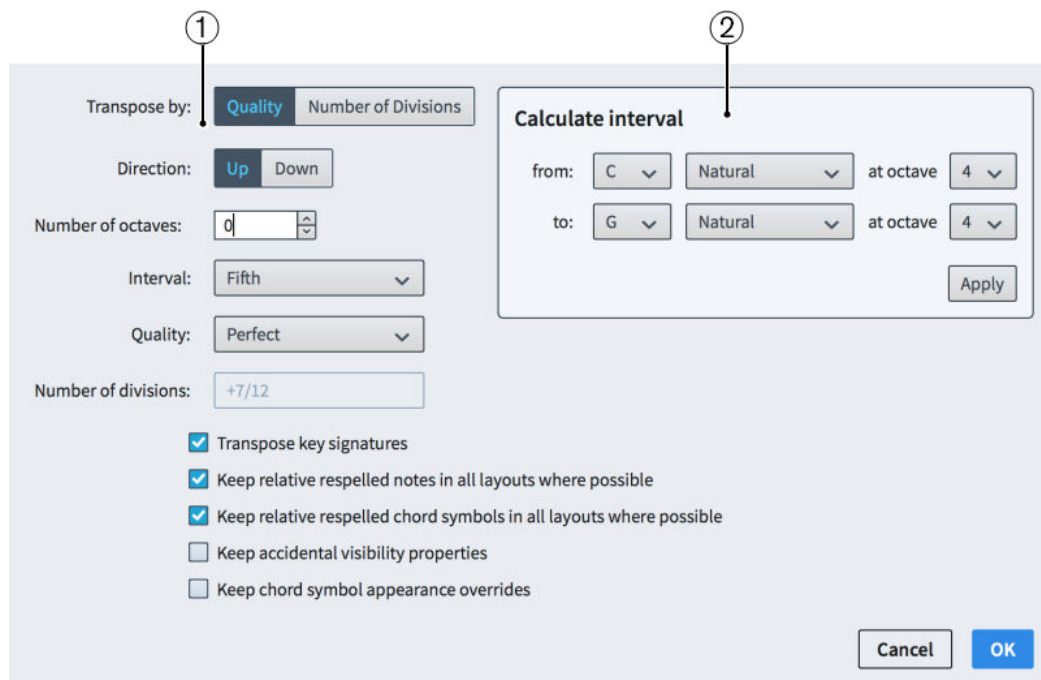 ① ②
Transpose by: Quality Number of Divisions
Direction: Up Down
Number of octaves: 0
Interval: Fifth
Quality: Perfect
Number of divisions: +7/12
Transpose key signatures
Keep relative respelled notes in all layouts where possible
Keep relative respelled chord symbols in all layouts where possible
Keep accidental visibility properties
Keep chord symbol appearance overrides
Calculate interval
from: C Natural at octave 4
to: G Natural at octave 4
Apply
Cancel OK